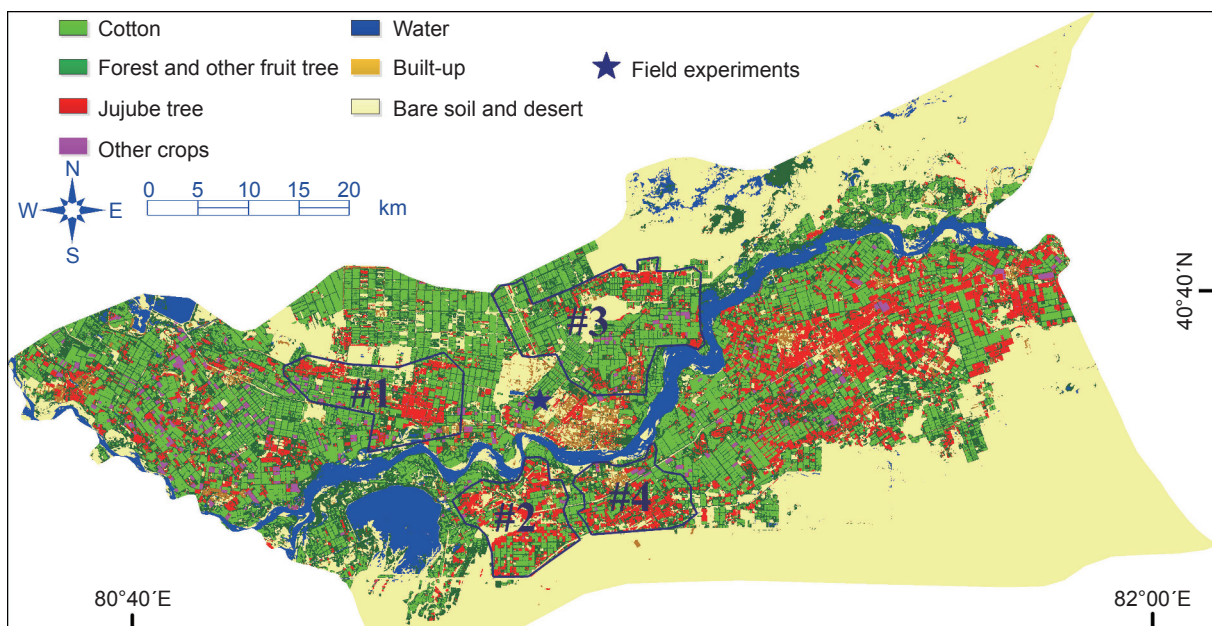 Cotton
Water
Forest and other fruit tree
Built-up
Field experiments
Jujube tree
Bare soil and desert
Other crops
N
W E
S
0 5 10 15 20
km
40°40´N
#3
#1
#2
#4
80°40´E
82°00´E